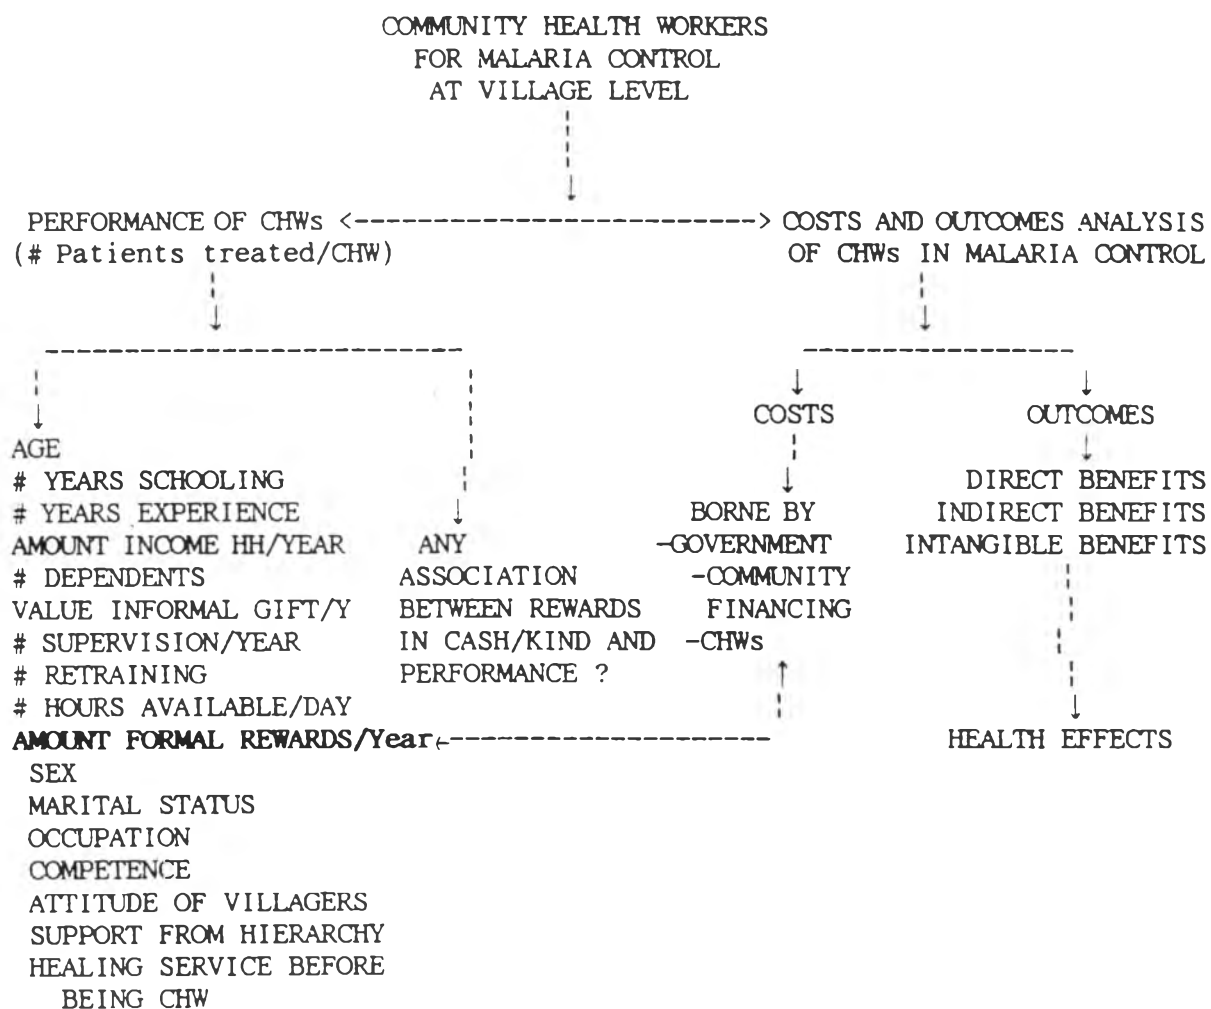 COMMUNITY HEALTH WORKERS
FOR MALARIA CONTROL
AT VILLAGE LEVEL
PERFORMANCE OF CHWs <--------------------------> COSTS AND OUTCOMES ANALYSIS
(# Patients treated/CHW) OF CHWs IN MALARIA CONTROL
COSTS OUTCOMES
AGE
# YEARS SCHOOLING DIRECT BENEFITS
# YEARS EXPERIENCE BORNE BY INDIRECT BENEFITS
AMOUNT INCOME HH/YEAR ANY -GOVERNMENT INTANGIBLE BENEFITS
# DEPENDENTS ASSOCIATION -COMMUNITY
VALUE INFORMAL GIFT/Y BETWEEN REWARDS FINANCING
# SUPERVISION/YEAR IN CASH/KIND AND -CHWs
# RETRAINING PERFORMANCE ?
# HOURS AVAILABLE/DAY
AMOUNT FORMAL REWARDS/Year HEALTH EFFECTS
SEX
MARITAL STATUS
OCCUPATION
COMPETENCE
ATTITUDE OF VILLAGERS
SUPPORT FROM HIERARCHY
HEALING SERVICE BEFORE
BEING CHW